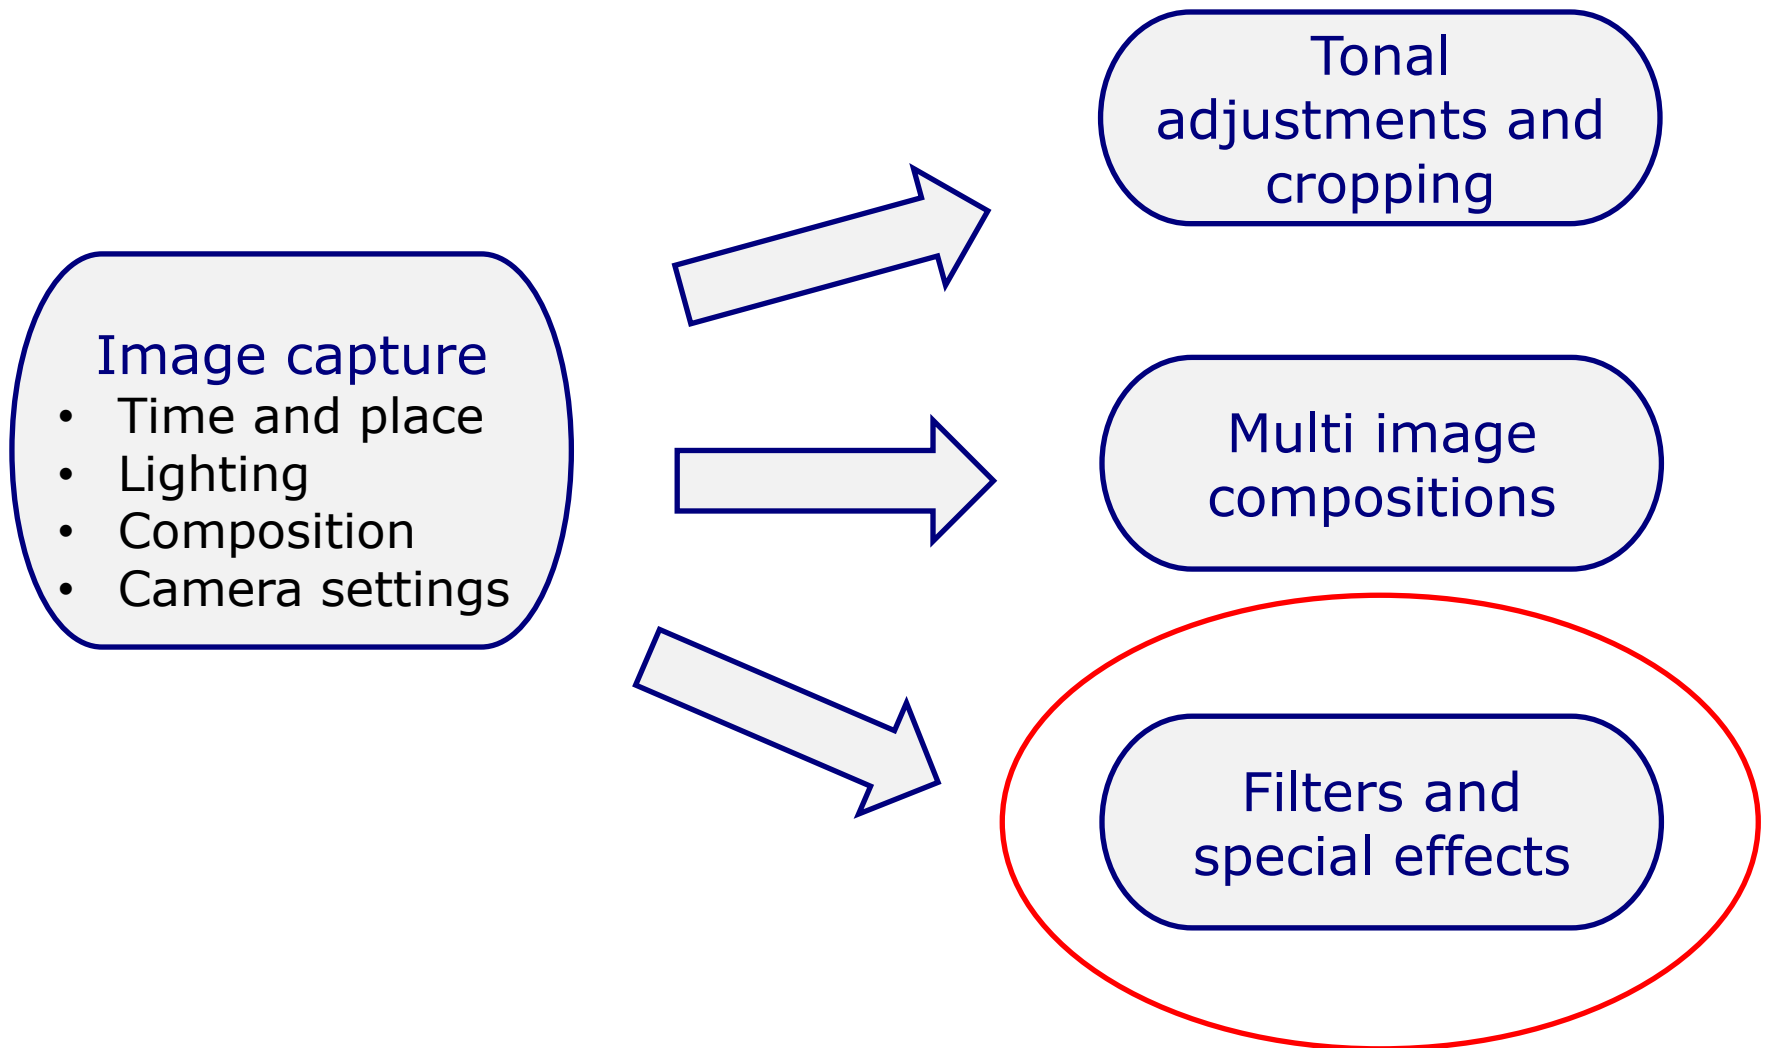 Image capture
• Time and place
• Lighting
• Composition
• Camera settings
Tonal
adjustments and
cropping
Multi image
compositions
Filters and
special effects